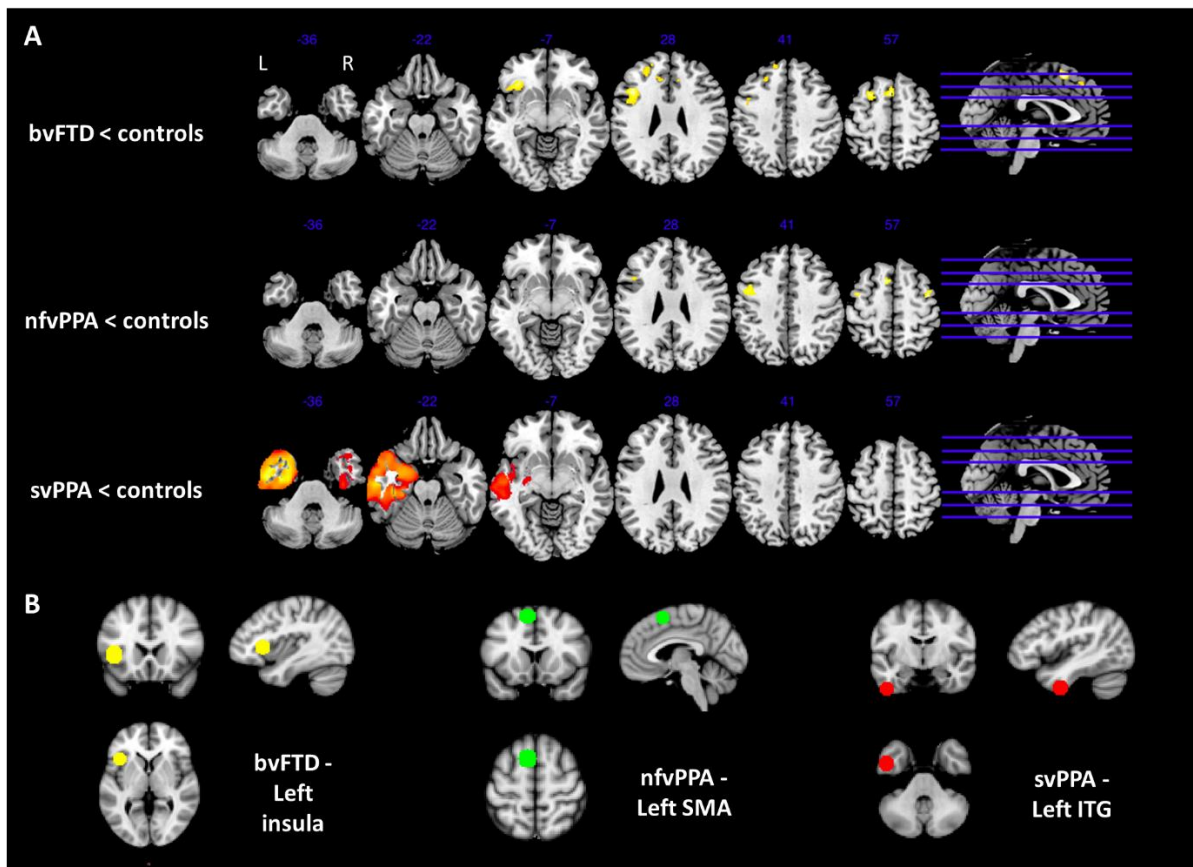 A
-36 -22 -7 28 41 57
L R
bvFTD < controls
-36 -22 -7 28 41 57
nfvPPA < controls
-36 -22 -7 28 41 57
svPPA < controls
B
bvFTD -
Left
insula
nfvPPA -
Left SMA
svPPA -
Left ITG